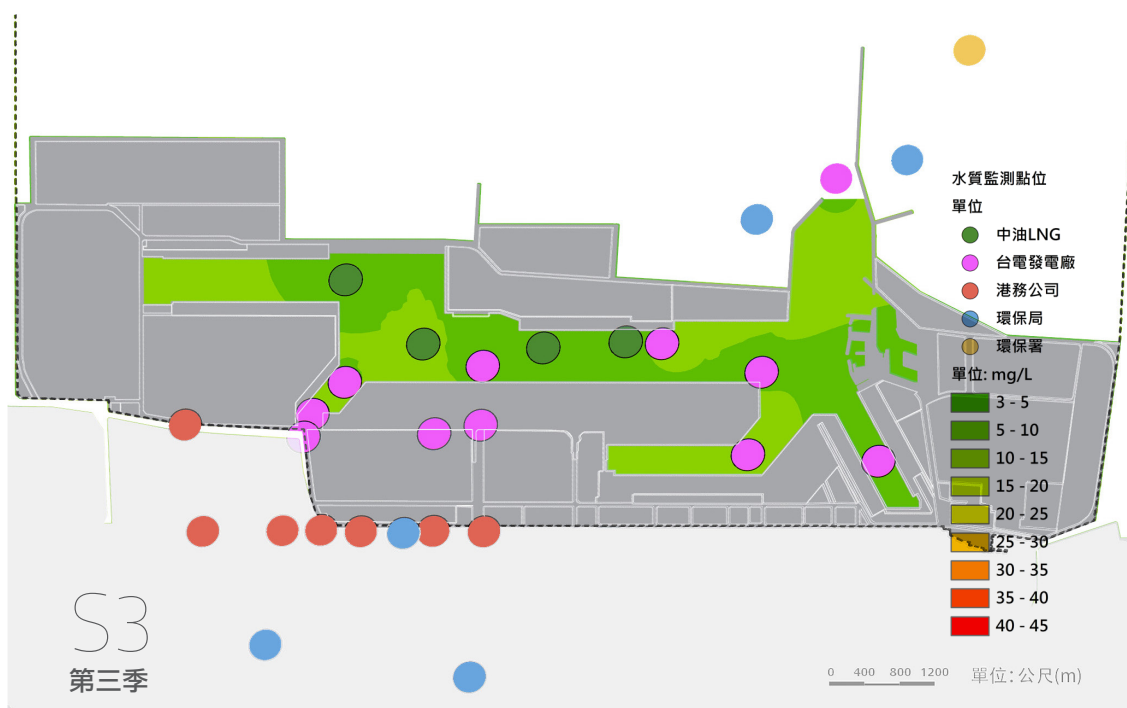 水質監測點位
單位
中油LNG
台電發電廠
港務公司
環保局
環保署
單位: mg/L
3 - 5
5 - 10
10 - 15
15 - 20
20 - 25
25 - 30
30 - 35
35 - 40
40 - 45
S3
第三季
0 400 800 1200 單位：公尺(m)